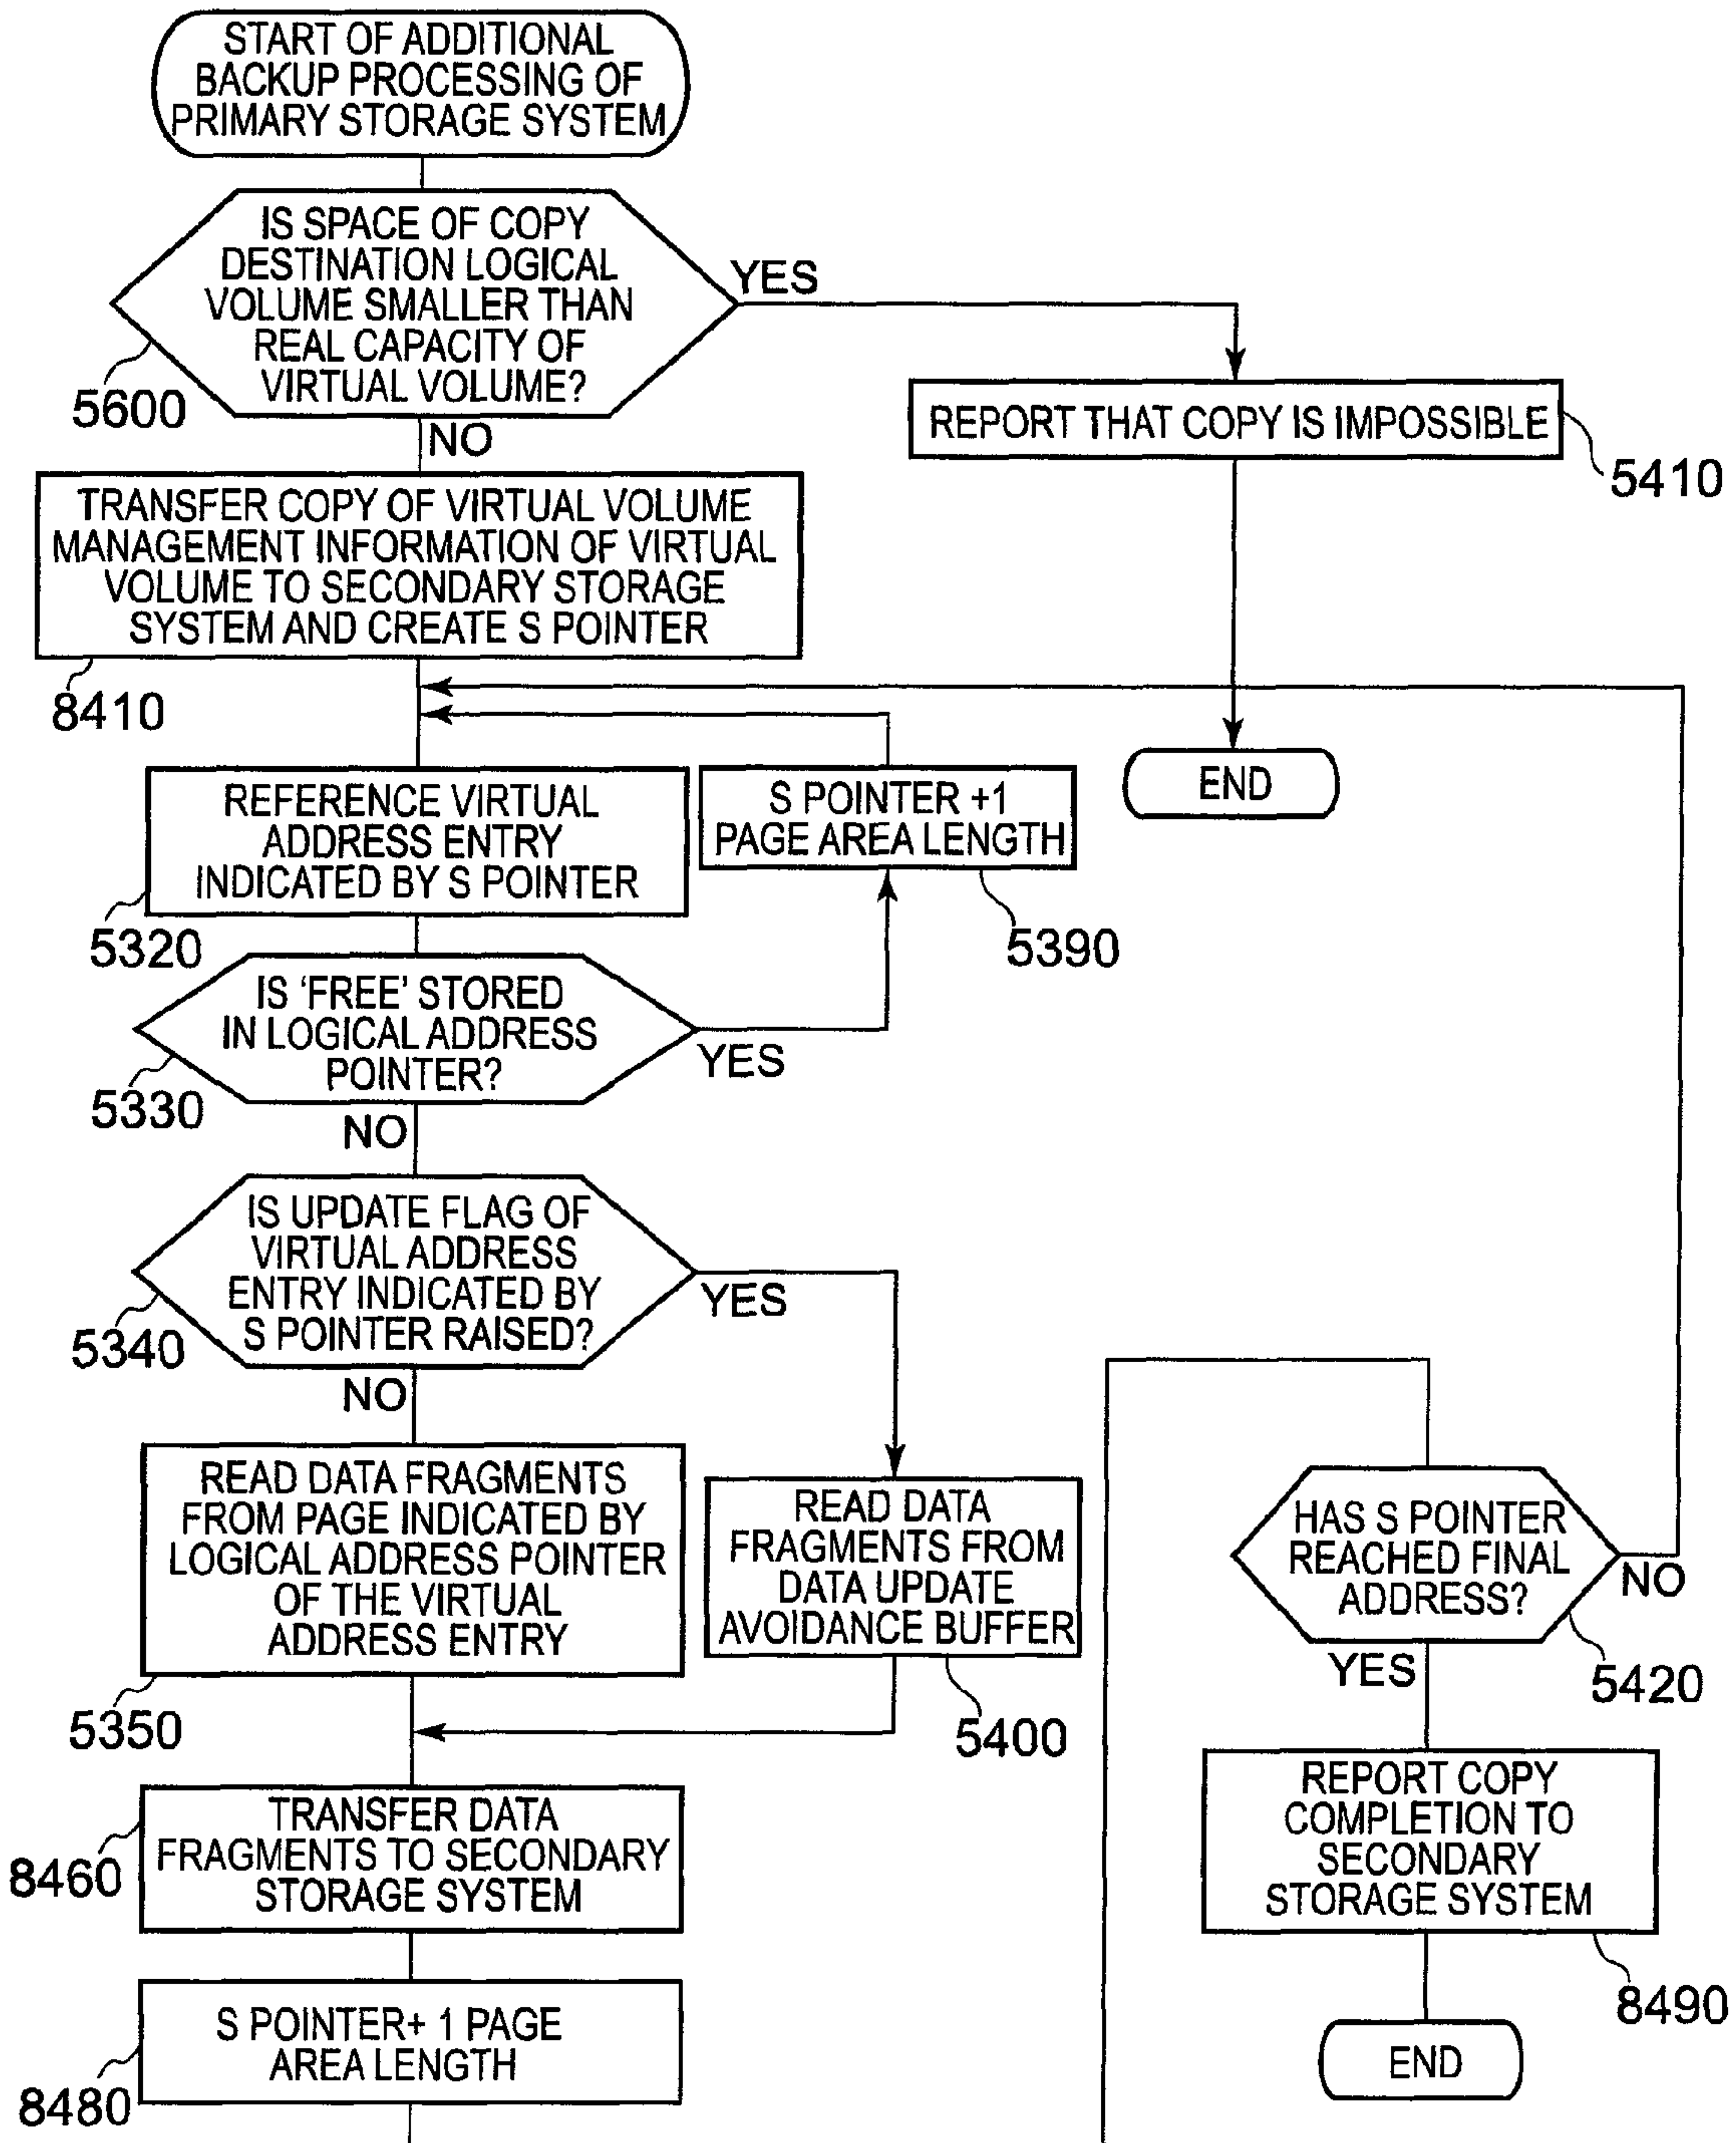 START OF ADDITIONAL
BACKUP PROCESSING OF
PRIMARY STORAGE SYSTEM
IS SPACE OF COPY
DESTINATION LOGICAL
VOLUME SMALLER THAN
REAL CAPACITY OF
VIRTUAL VOLUME?
YES
5600
NO
REPORT THAT COPY IS IMPOSSIBLE
5410
END
TRANSFER COPY OF VIRTUAL VOLUME
MANAGEMENT INFORMATION OF VIRTUAL
VOLUME TO SECONDARY STORAGE
SYSTEM AND CREATE S POINTER
8410
REFERENCE VIRTUAL
ADDRESS ENTRY
INDICATED BY S POINTER
5320
S POINTER +1
PAGE AREA LENGTH
5390
IS 'FREE' STORED
IN LOGICAL ADDRESS
POINTER?
YES
5330
NO
IS UPDATE FLAG OF
VIRTUAL ADDRESS
ENTRY INDICATED BY
S POINTER RAISED?
YES
5340
NO
READ DATA FRAGMENTS
FROM PAGE INDICATED BY
LOGICAL ADDRESS POINTER
OF THE VIRTUAL
ADDRESS ENTRY
5350
READ DATA
FRAGMENTS FROM
DATA UPDATE
AVOIDANCE BUFFER
5400
TRANSFER DATA
FRAGMENTS TO SECONDARY
STORAGE SYSTEM
8460
S POINTER+ 1 PAGE
AREA LENGTH
8480
HAS S POINTER
REACHED FINAL
ADDRESS?
NO
YES
5420
REPORT COPY
COMPLETION TO
SECONDARY
STORAGE SYSTEM
8490
END